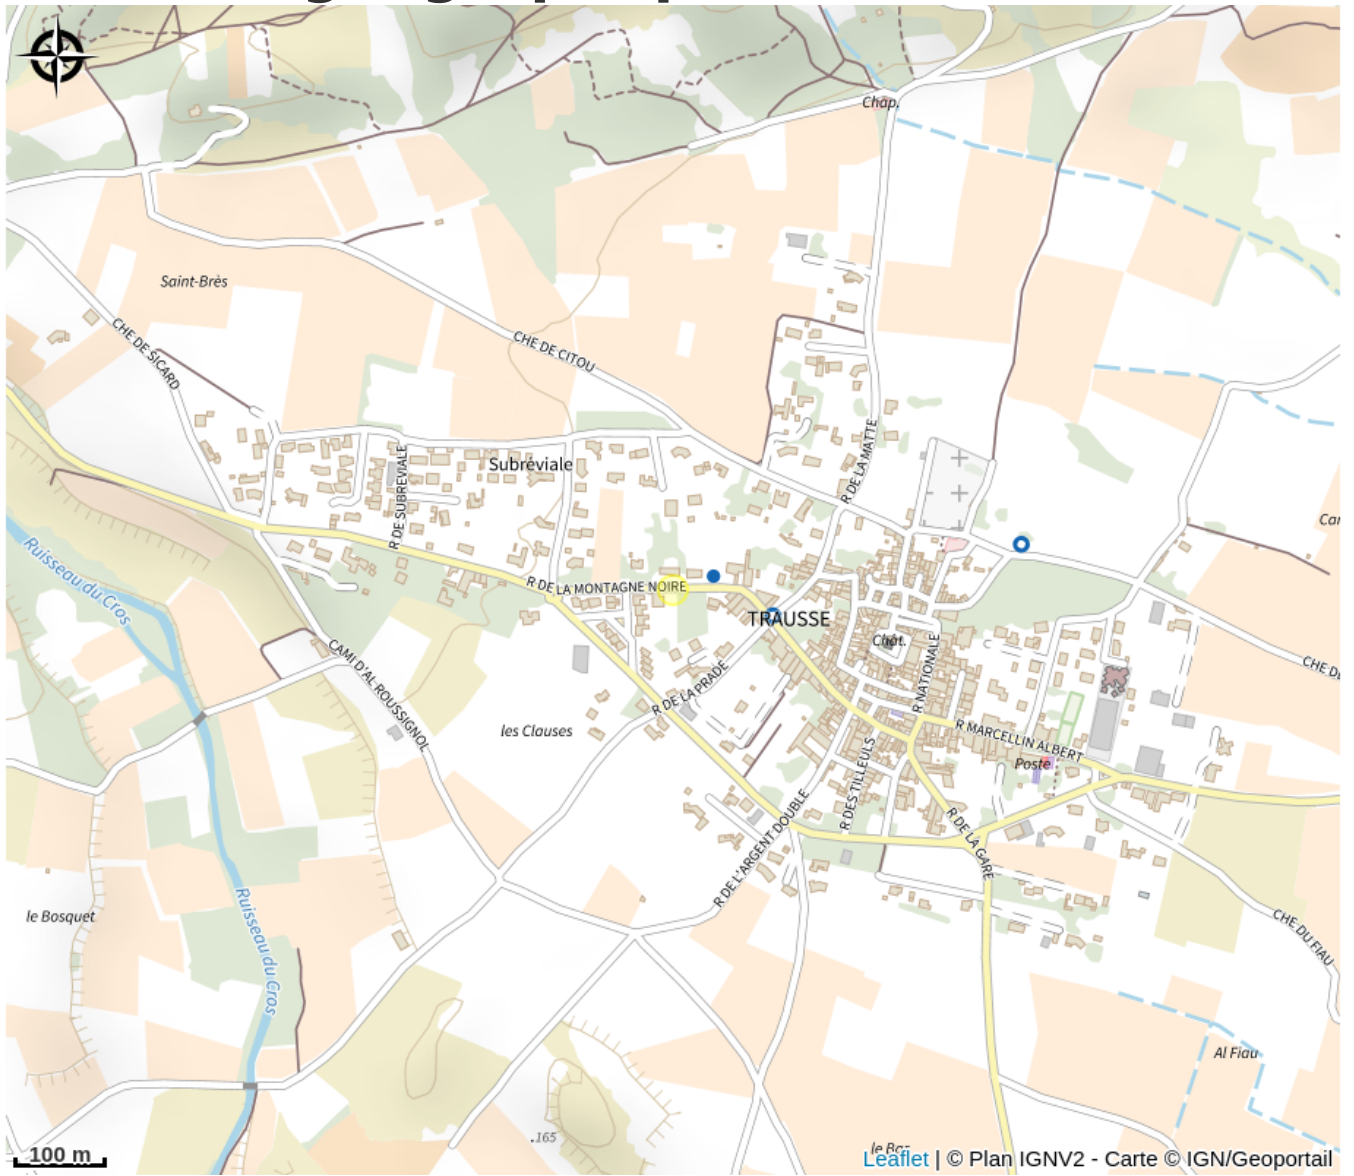 Chap.
Saint-Brès
CHE DE SICARD
CHE DE CITOU
R DE LA MATTE
R DE SUBREVIALE
Subréviale
Ruisseau du Cros
R DE LA MONTAGNE NOIRE
TRAUSSE
Chât.
R NATIONALE
CAMI D'AL ROUSSIGNOL
R DE LA PRADE
les Clauses
R MARCELLIN ALBERT
Poste
R DES TILLEULS
R DE L'ARGENT DOUBLE
R DE LA GARE
le Bosquet
Ruisseau du Cros
CHE DU FIAU
Al Fiau
.165
100 m
Leaflet | © Plan IGNV2 - Carte © IGN/Geoportail